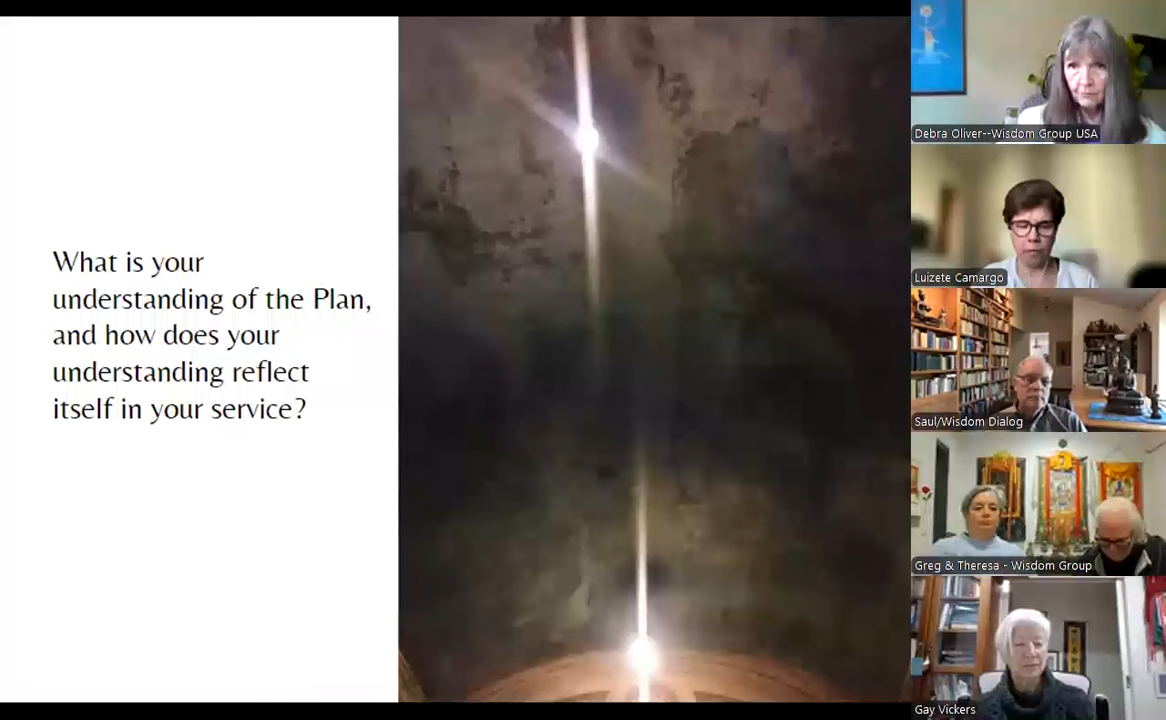 What is your
understanding of the Plan,
and how does your
understanding reflect
itself in your service?
Debra Oliver--Wisdom Group USA
Luizete Camargo
Saul/Wisdom Dialog
Greg & Theresa - Wisdom Group
Gay Vickers